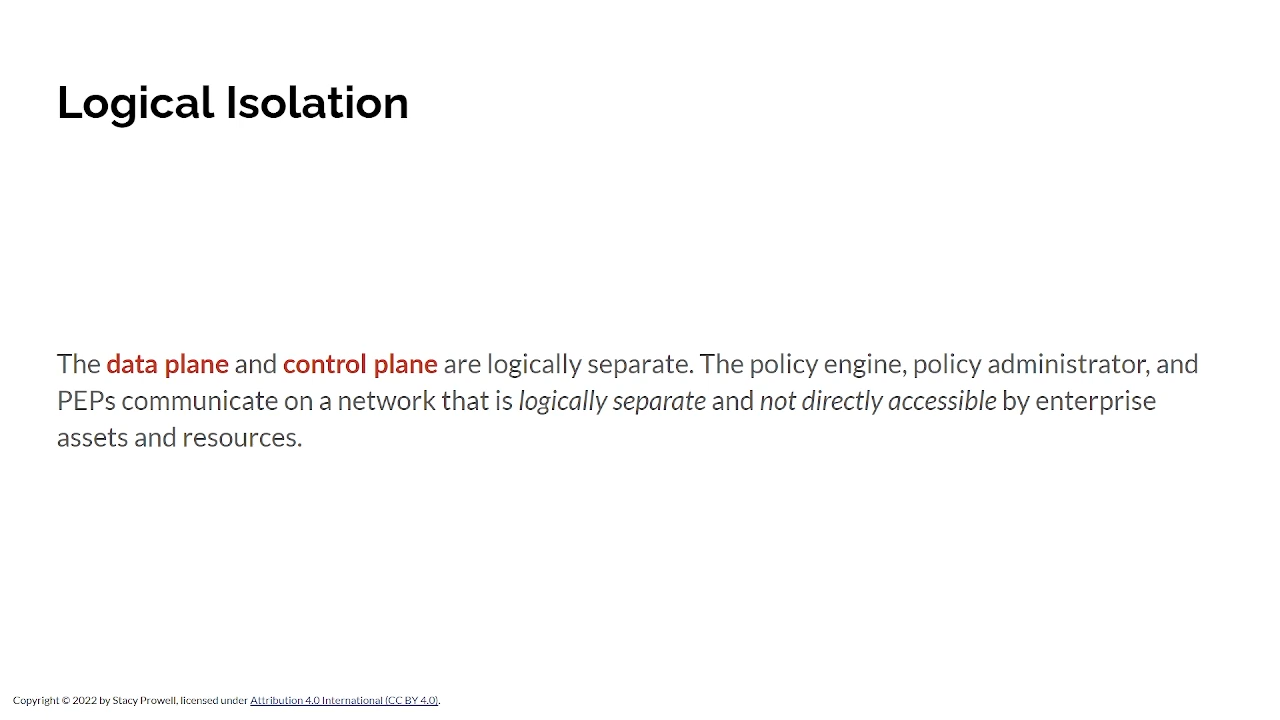 Logical Isolation
The data plane and control plane are logically separate. The policy engine, policy administrator, and
PEPs communicate on a network that is logically separate and not directly accessible by enterprise
assets and resources.
Copyright © 2022 by Stacy Prowell, licensed under Attribution 4.0 International (CC BY 4.0).